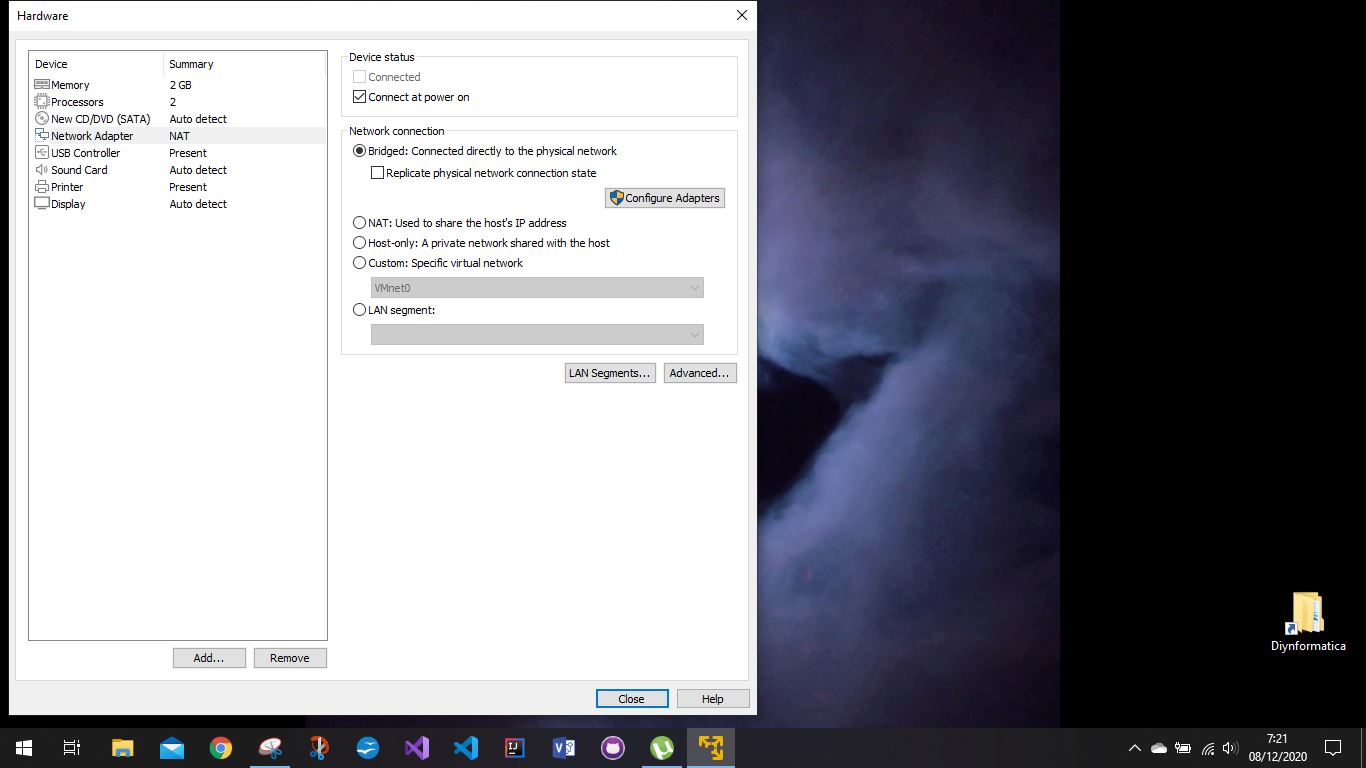 Hardware
Device Summary
Memory 2 GB
Processors 2
New CD/DVD (SATA) Auto detect
Network Adapter NAT
USB Controller Present
Sound Card Auto detect
Printer Present
Display Auto detect
Add...
Remove
Device status
Connected
Connect at power on
Network connection
Bridged: Connected directly to the physical network
Replicate physical network connection state
Configure Adapters
NAT: Used to share the host's IP address
Host-only: A private network shared with the host
Custom: Specific virtual network
VMnet0
LAN segment:
LAN Segments...
Advanced...
Close
Help
Diynformatica
7:21
08/12/2020